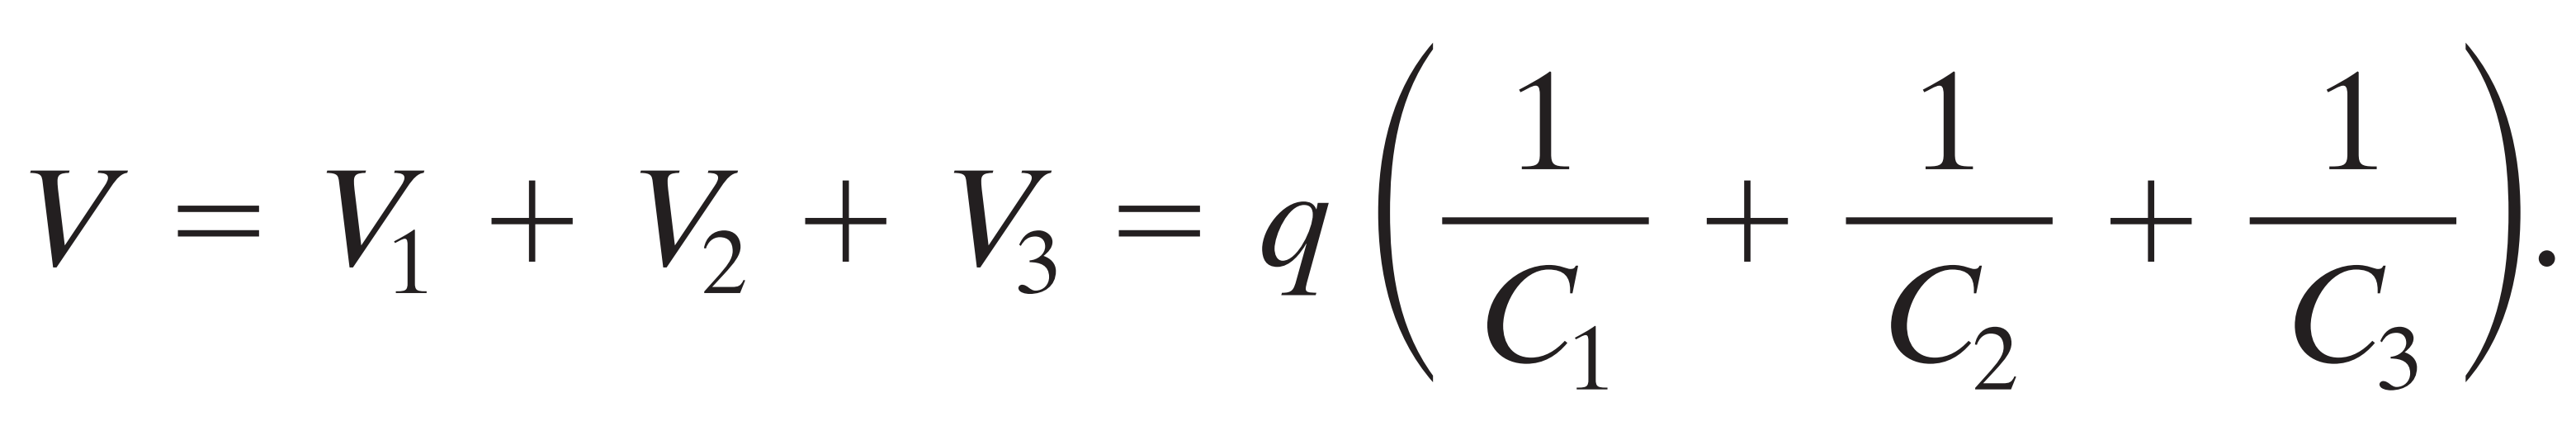 V = V₁ + V₂ + V₃ = q(1/C₁ + 1/C₂ + 1/C₃).